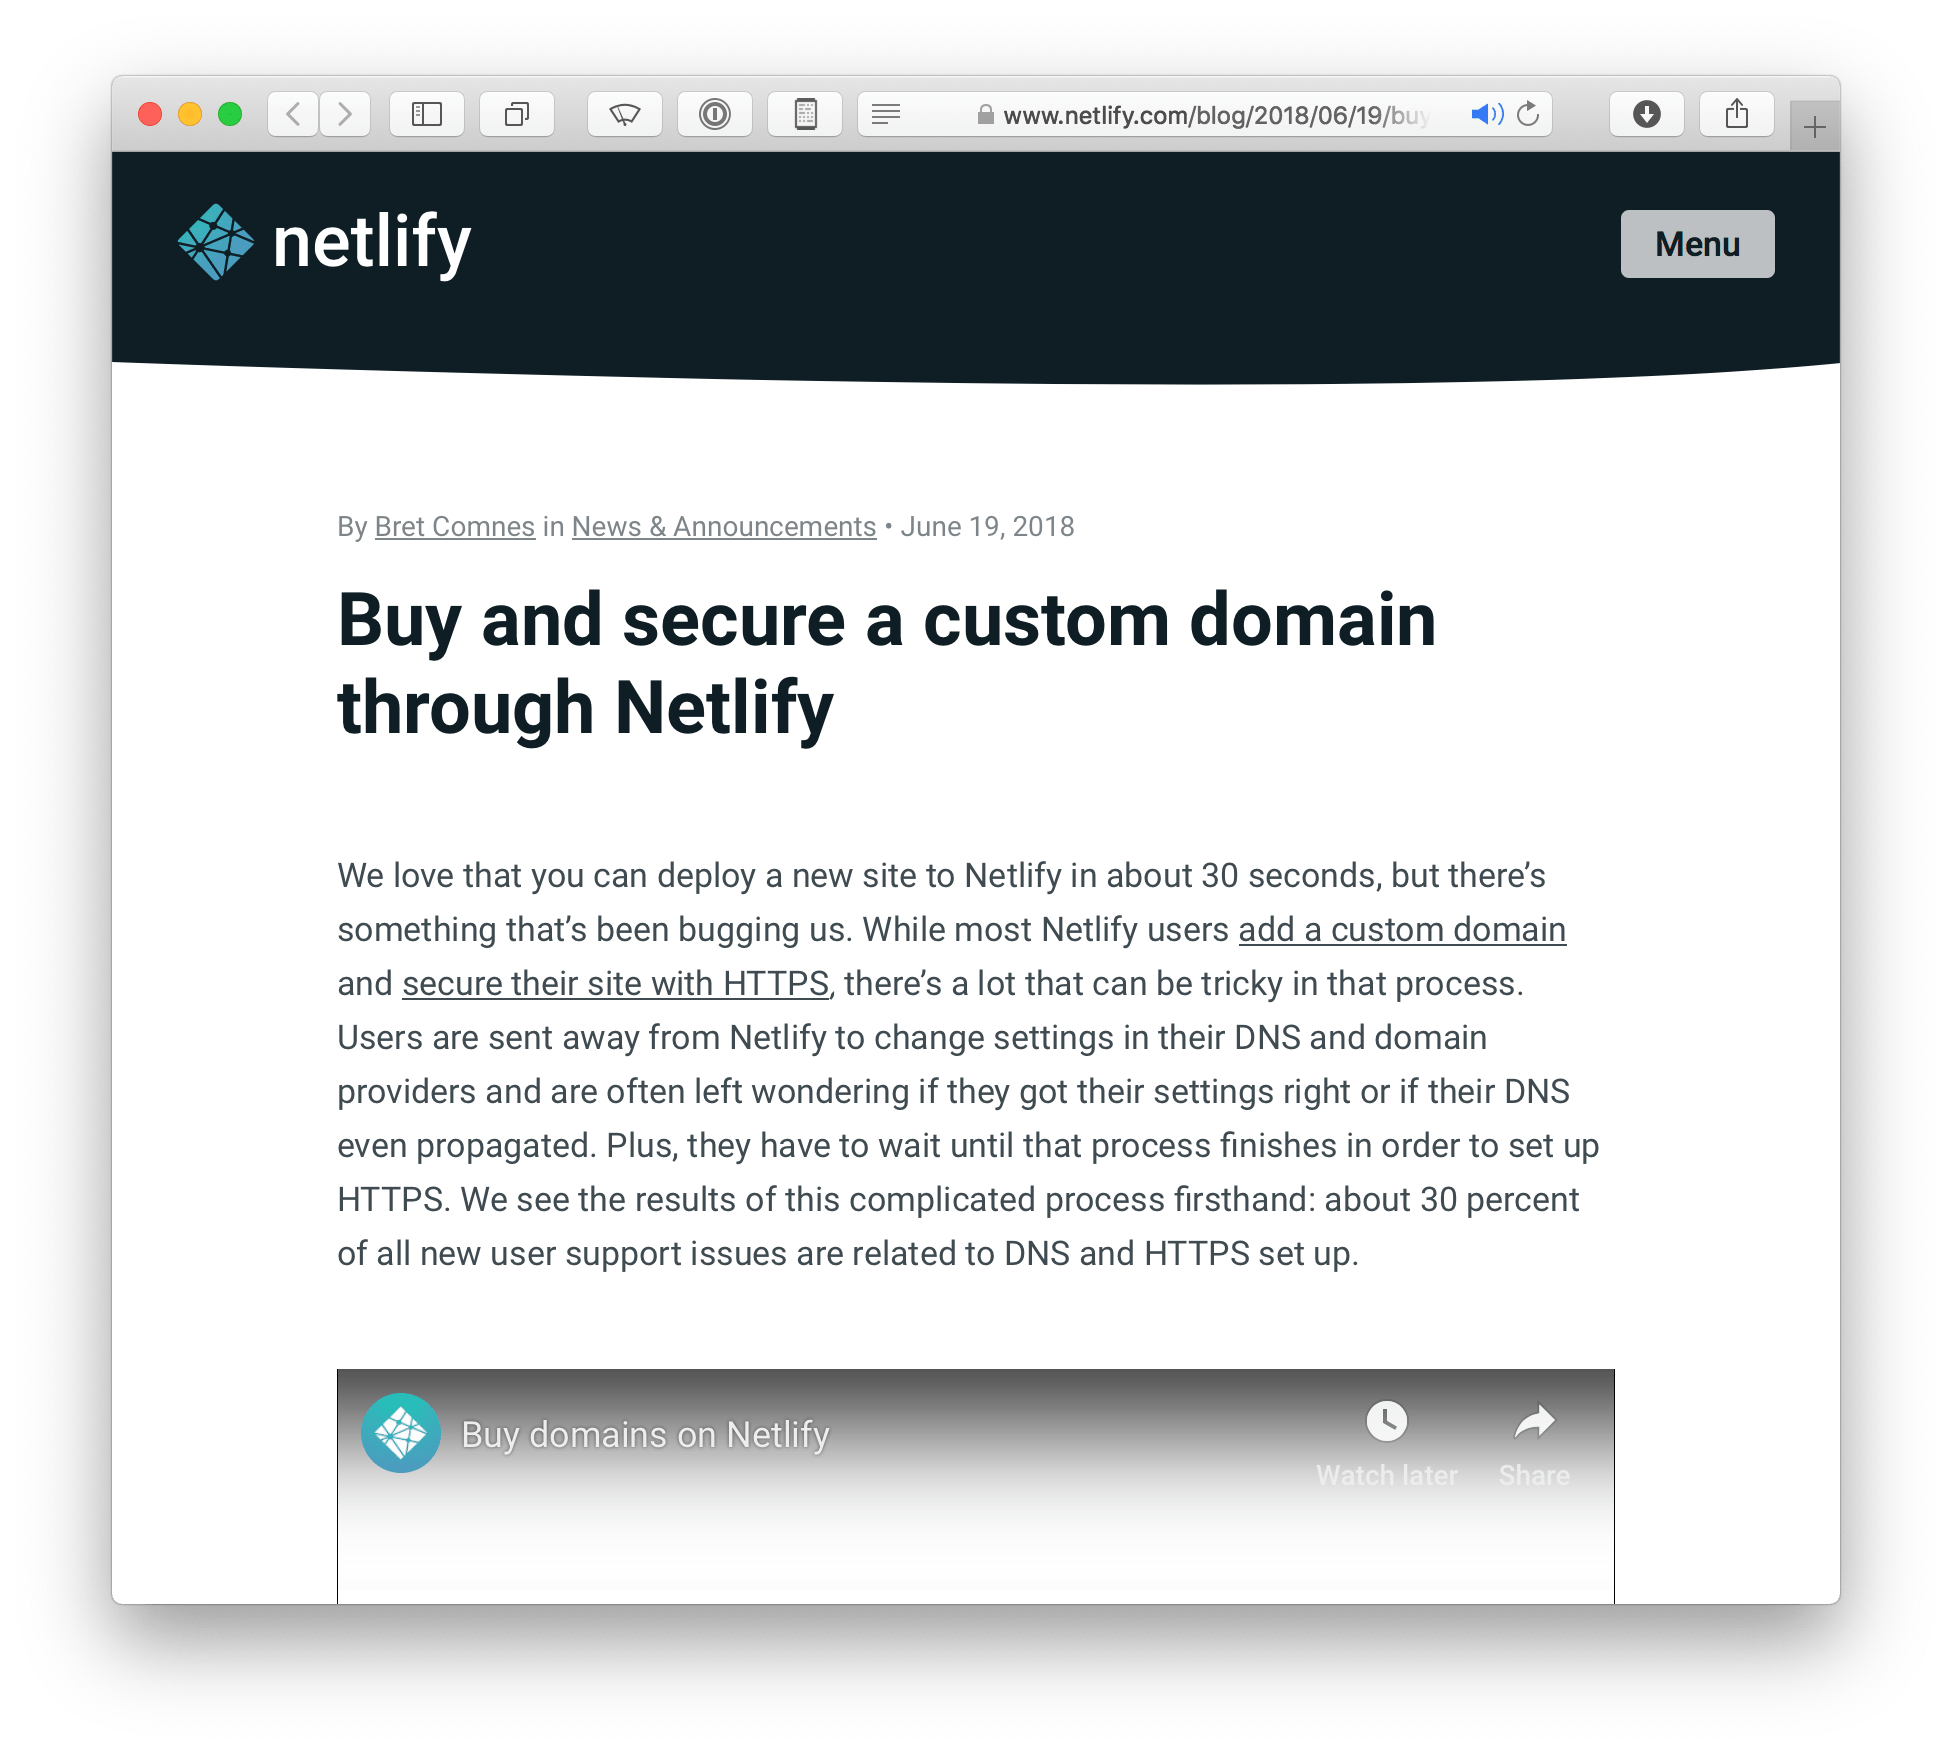 www.netlify.com/blog/2018/06/19/buy
netlify
Menu
By Bret Comnes in News & Announcements • June 19, 2018
Buy and secure a custom domain
through Netlify
We love that you can deploy a new site to Netlify in about 30 seconds, but there’s
something that’s been bugging us. While most Netlify users add a custom domain
and secure their site with HTTPS, there’s a lot that can be tricky in that process.
Users are sent away from Netlify to change settings in their DNS and domain
providers and are often left wondering if they got their settings right or if their DNS
even propagated. Plus, they have to wait until that process finishes in order to set up
HTTPS. We see the results of this complicated process firsthand: about 30 percent
of all new user support issues are related to DNS and HTTPS set up.
Buy domains on Netlify
Watch later Share